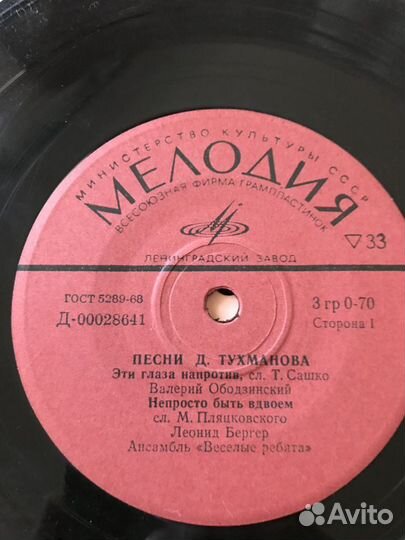 МИНИСТЕРСТВО КУЛЬТУРЫ СССР
МЕЛОДИЯ
ВСЕСОЮЗНАЯ ФИРМА ГРАМПЛАСТИНОК
33
ЛЕНИНГРАДСКИЙ ЗАВОД
ГОСТ 5289-68
3 гр 0-70
Д-00028641
Сторона 1
ПЕСНИ Д. ТУХМАНОВА
Эти глаза напротив, сл. Т. Сашко
Валерий Ободзинский
Непросто быть вдвоем
сл. М. Пляцковского
Леонид Бергер
Ансамбль «Веселые ребята»
Avito